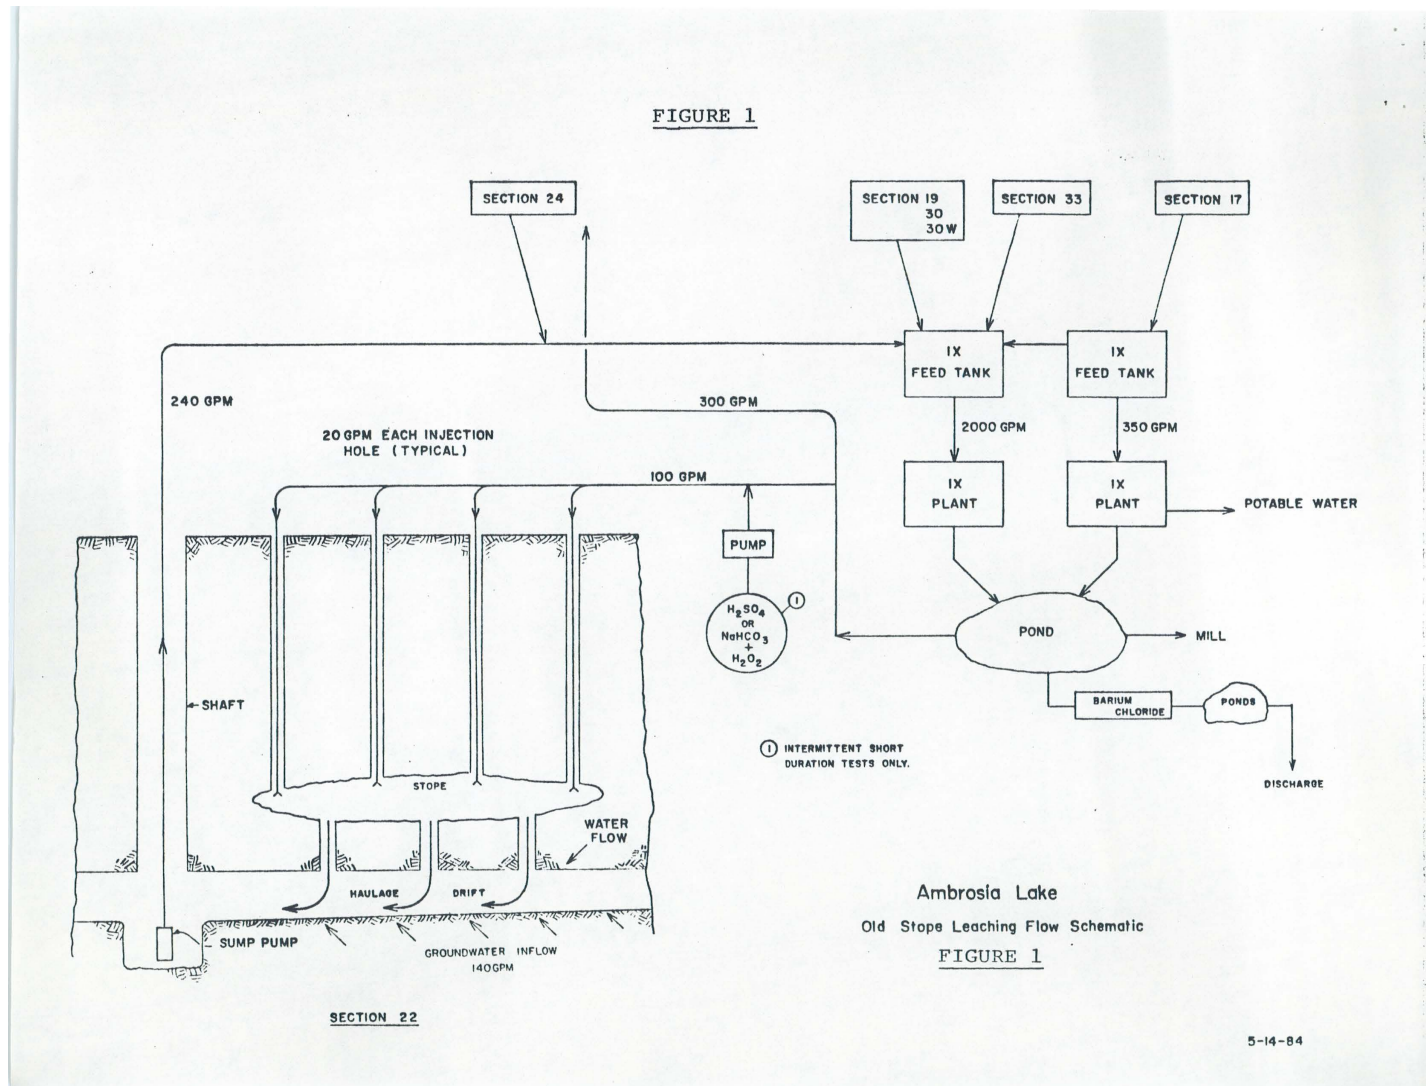 FIGURE 1
SECTION 24
SECTION 19
30
30W
SECTION 33
SECTION 17
IX
FEED TANK
IX
FEED TANK
240 GPM
300 GPM
2000 GPM
350 GPM
20 GPM EACH INJECTION
HOLE (TYPICAL)
100 GPM
IX
PLANT
IX
PLANT
POTABLE WATER
PUMP
H2SO4
OR
NaHCO3
+
H2O2
1
POND
MILL
SHAFT
BARIUM
CHLORIDE
PONDS
1 INTERMITTENT SHORT
DURATION TESTS ONLY.
STOPE
DISCHARGE
WATER
FLOW
HAULAGE DRIFT
SUMP PUMP
GROUNDWATER INFLOW
140GPM
Ambrosia Lake
Old Stope Leaching Flow Schematic
FIGURE 1
SECTION 22
5-14-84